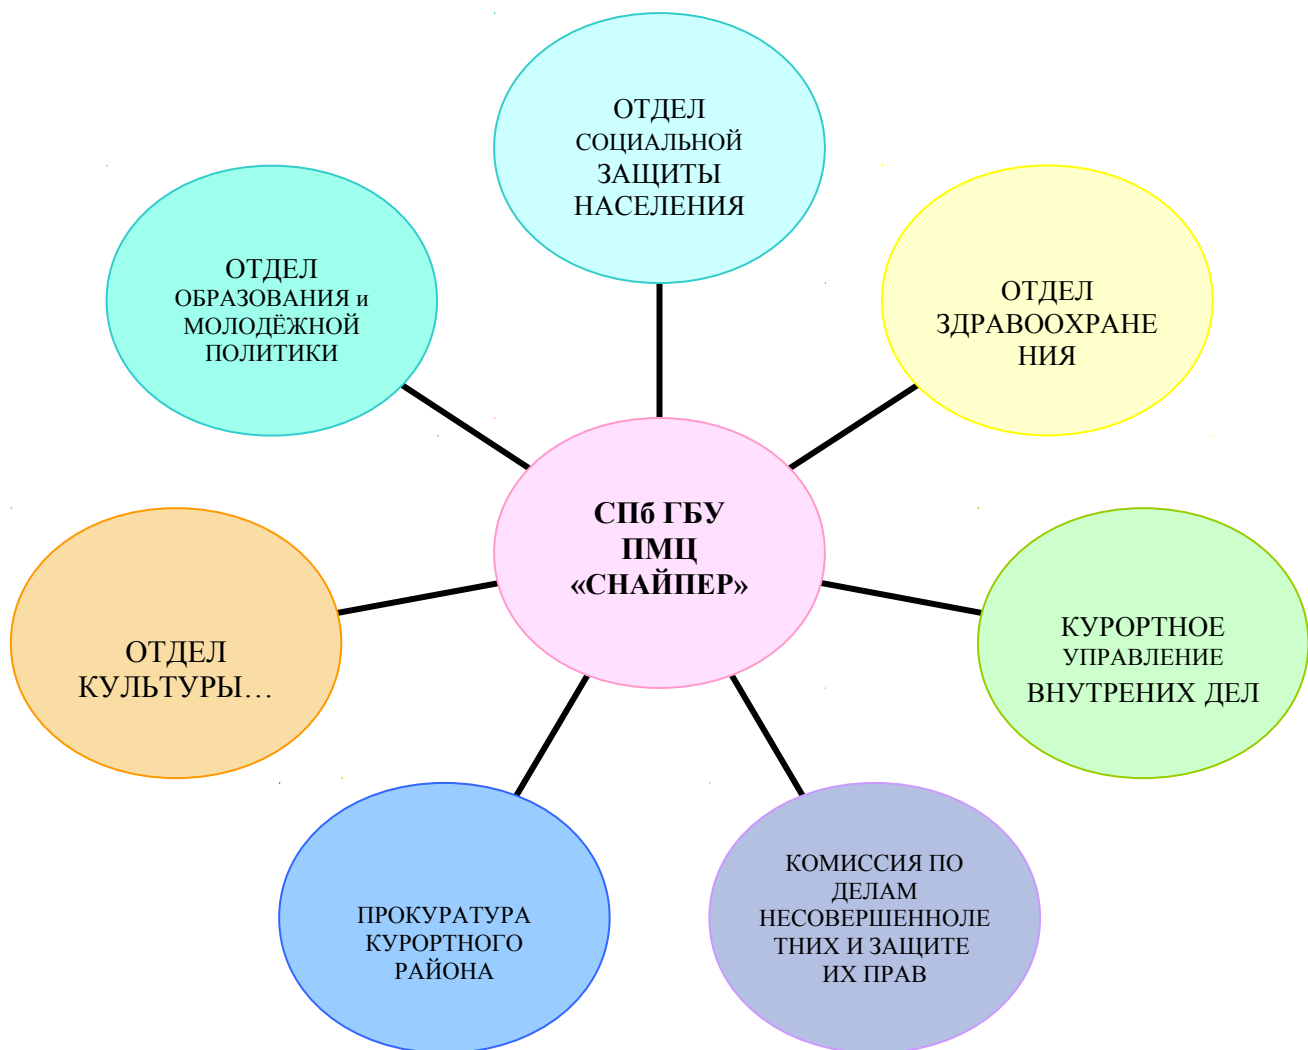 ОТДЕЛ
СОЦИАЛЬНОЙ
ЗАЩИТЫ
НАСЕЛЕНИЯ
ОТДЕЛ
ОБРАЗОВАНИЯ и
МОЛОДЁЖНОЙ
ПОЛИТИКИ
ОТДЕЛ
ЗДРАВООХРАНЕ
НИЯ
СПб ГБУ
ПМЦ
«СНАЙПЕР»
ОТДЕЛ
КУЛЬТУРЫ…
КУРОРТНОЕ
УПРАВЛЕНИЕ
ВНУТРЕНИХ ДЕЛ
ПРОКУРАТУРА
КУРОРТНОГО
РАЙОНА
КОМИССИЯ ПО
ДЕЛАМ
НЕСОВЕРШЕННОЛЕ
ТНИХ И ЗАЩИТЕ
ИХ ПРАВ